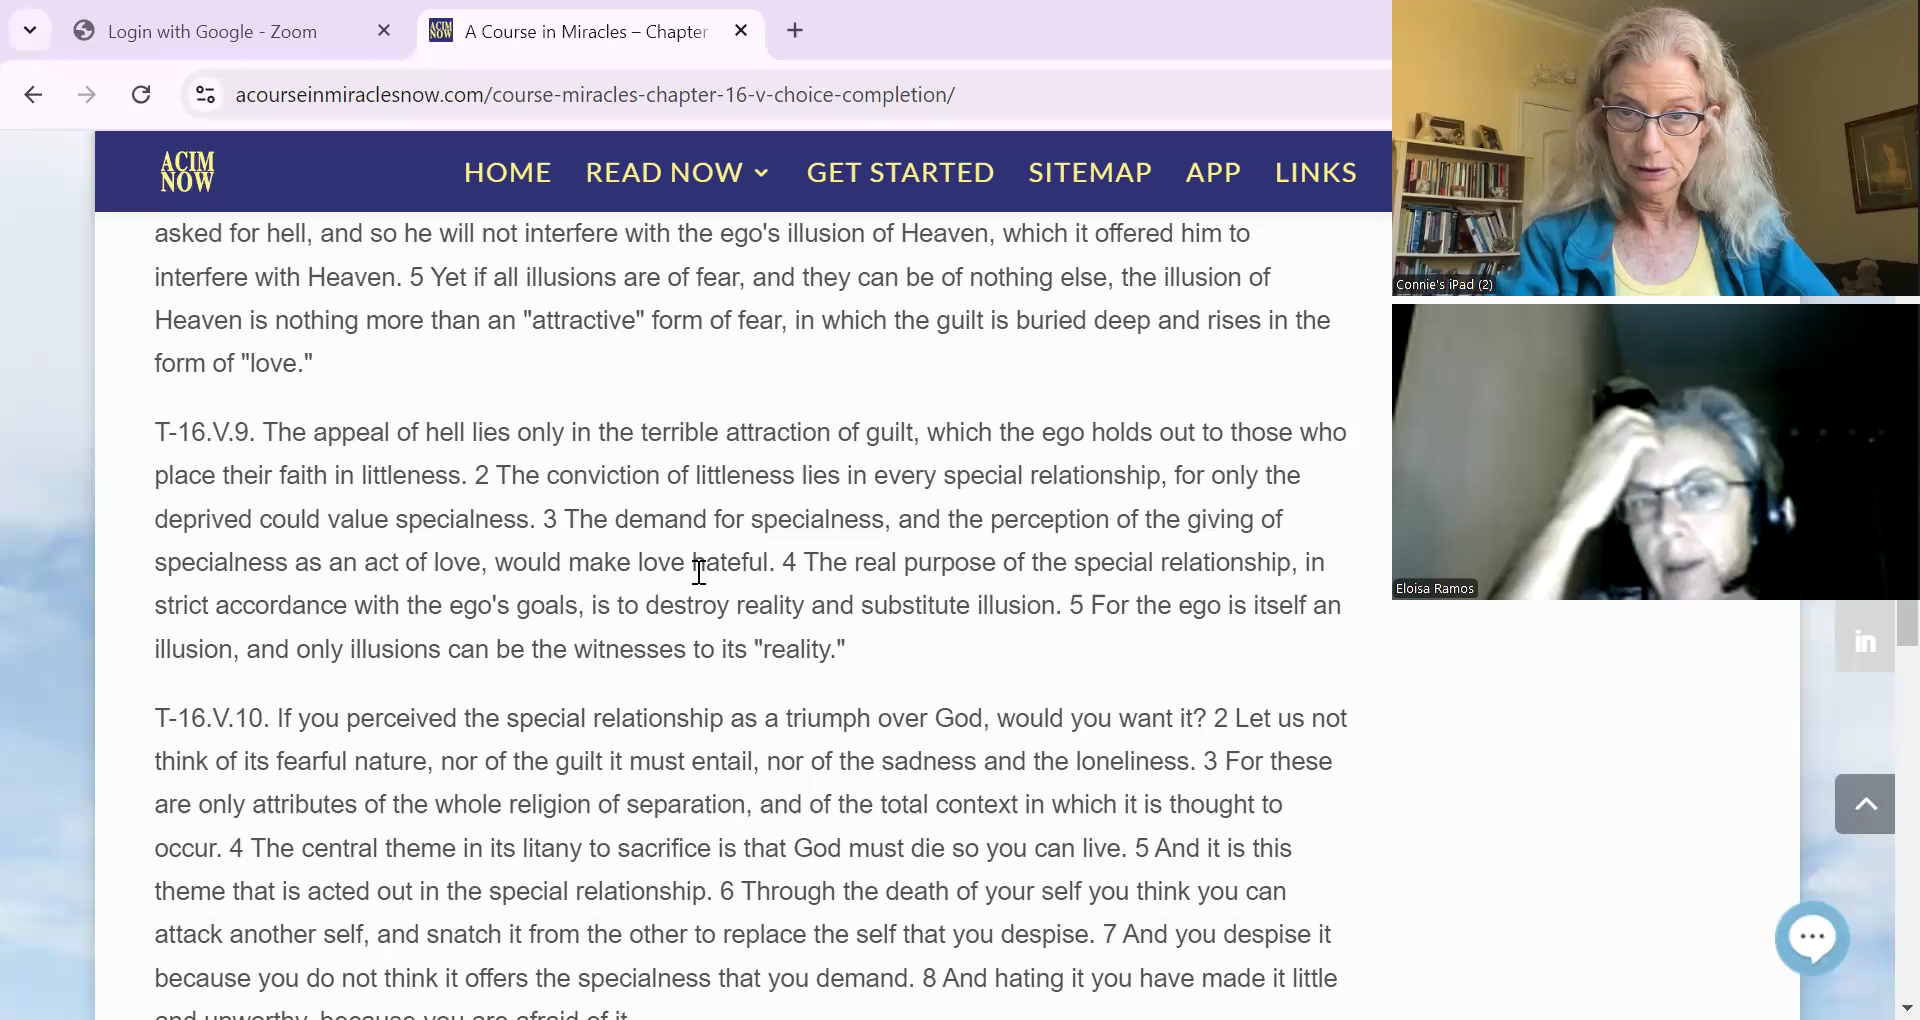 Login with Google - Zoom
A Course in Miracles – Chapter
acourseinmiraclesnow.com/course-miracles-chapter-16-v-choice-completion/
ACIM
NOW
HOME READ NOW GET STARTED SITEMAP APP LINKS
asked for hell, and so he will not interfere with the ego's illusion of Heaven, which it offered him to
interfere with Heaven. 5 Yet if all illusions are of fear, and they can be of nothing else, the illusion of
Heaven is nothing more than an "attractive" form of fear, in which the guilt is buried deep and rises in the
form of "love."
T-16.V.9. The appeal of hell lies only in the terrible attraction of guilt, which the ego holds out to those who
place their faith in littleness. 2 The conviction of littleness lies in every special relationship, for only the
deprived could value specialness. 3 The demand for specialness, and the perception of the giving of
specialness as an act of love, would make love hateful. 4 The real purpose of the special relationship, in
strict accordance with the ego's goals, is to destroy reality and substitute illusion. 5 For the ego is itself an
illusion, and only illusions can be the witnesses to its "reality."
T-16.V.10. If you perceived the special relationship as a triumph over God, would you want it? 2 Let us not
think of its fearful nature, nor of the guilt it must entail, nor of the sadness and the loneliness. 3 For these
are only attributes of the whole religion of separation, and of the total context in which it is thought to
occur. 4 The central theme in its litany to sacrifice is that God must die so you can live. 5 And it is this
theme that is acted out in the special relationship. 6 Through the death of your self you think you can
attack another self, and snatch it from the other to replace the self that you despise. 7 And you despise it
because you do not think it offers the specialness that you demand. 8 And hating it you have made it little
and unworthy, because you are afraid of it.
Connie's iPad (2)
Eloisa Ramos
in